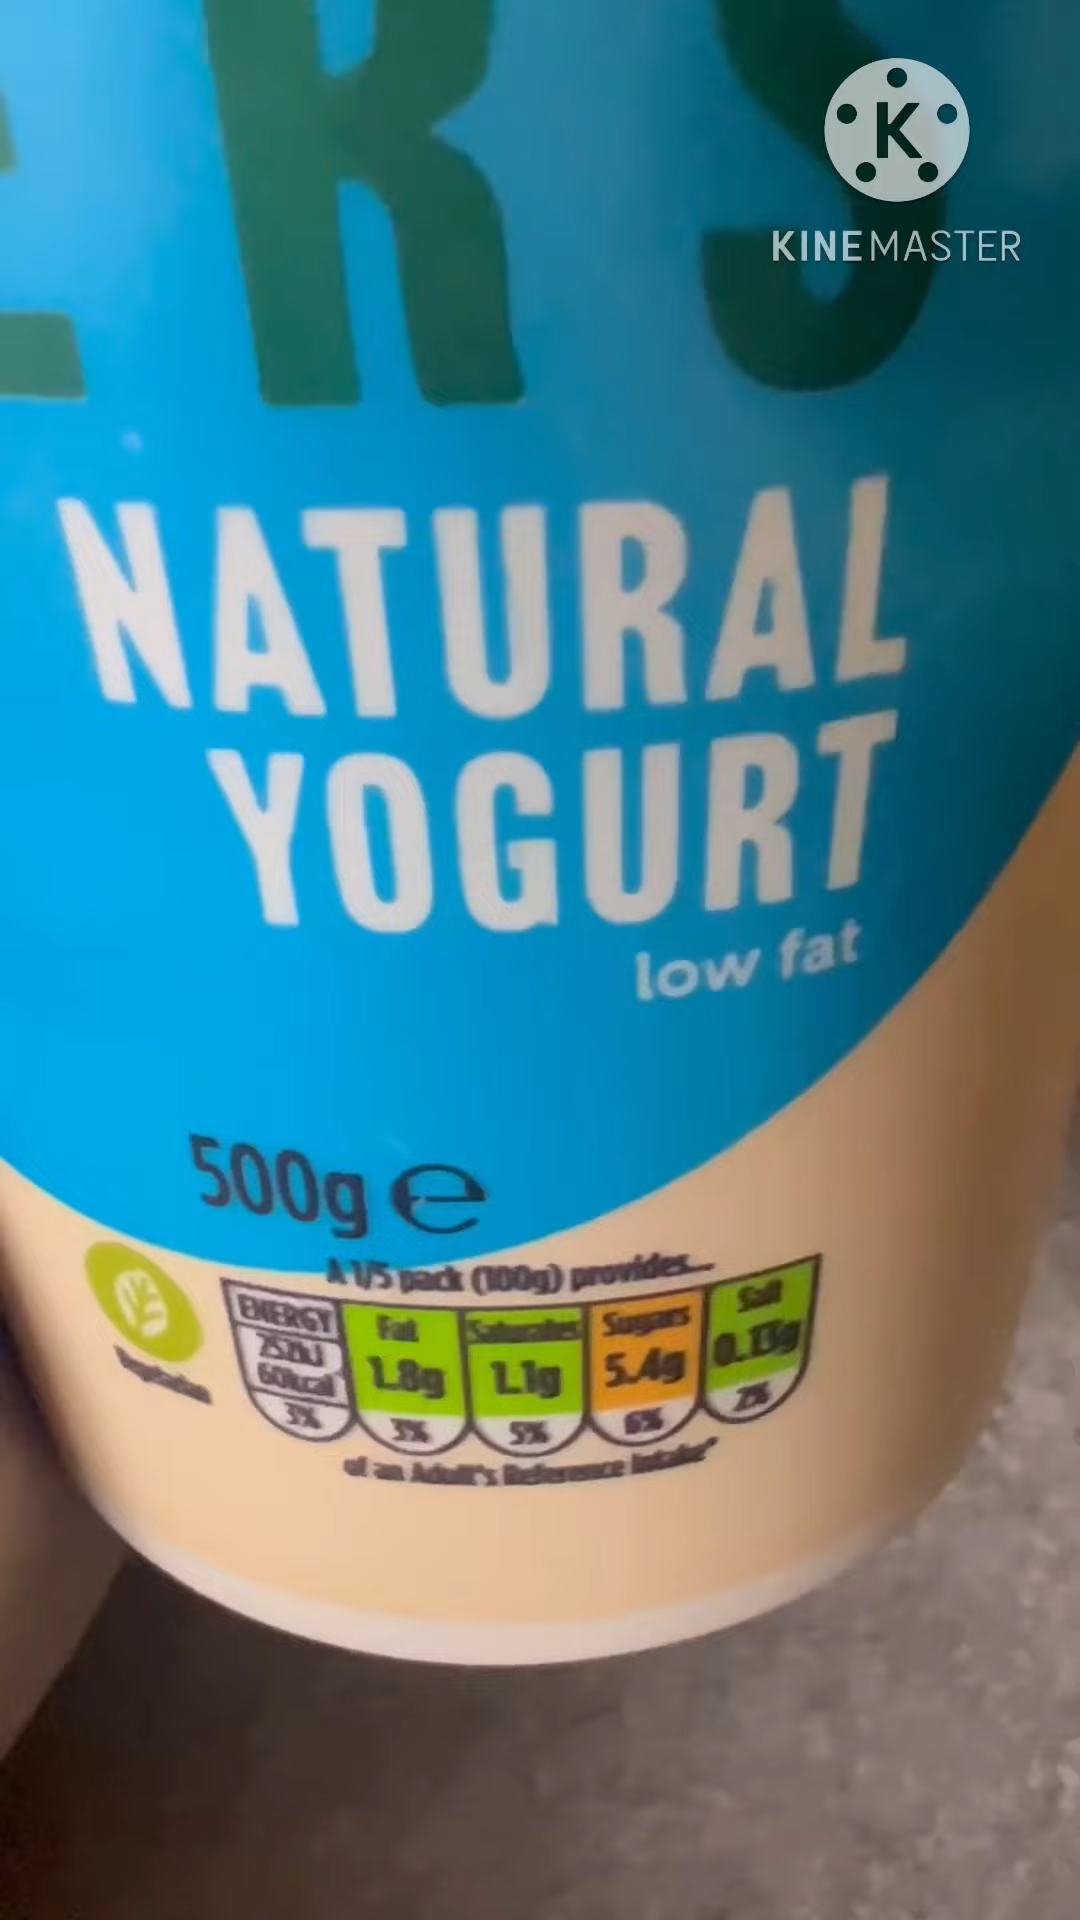 ERS
K
KINEMASTER
NATURAL
YOGURT
low fat
500g e
A 1/5 pack (100g) provides...
ENERGY
252kJ
60kcal
3%
Fat
1.8g
3%
Saturates
1.1g
5%
Sugars
5.4g
6%
Salt
0.13g
2%
Vegetarian
of an Adult's Reference Intake*